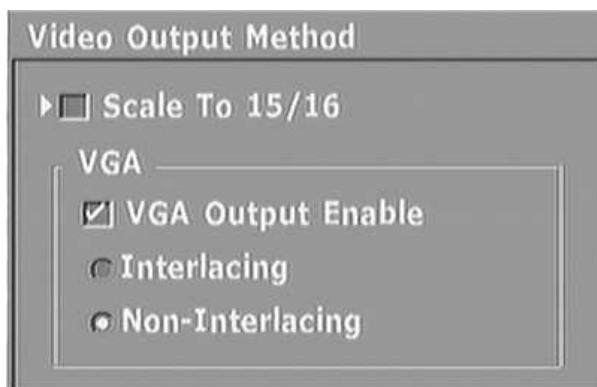 Video Output Method
Scale To 15/16
VGA
VGA Output Enable
Interlacing
Non-Interlacing